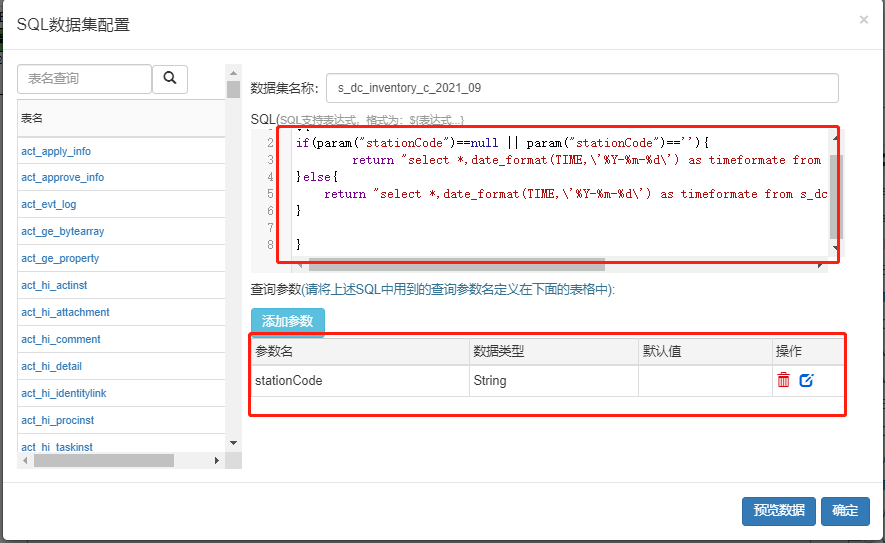 SQL数据集配置
×
表名查询
表名
act_apply_info
act_approve_info
act_evt_log
act_ge_bytearray
act_ge_property
act_hi_actinst
act_hi_attachment
act_hi_comment
act_hi_detail
act_hi_identitylink
act_hi_procinst
act_hi_taskinst
数据集名称： s_dc_inventory_c_2021_09
SQL(SQL支持表达式，格式为：${表达式...}
2 if(param("stationCode")==null || param("stationCode")==''){
3 return "select *,date_format(TIME,\'%Y-%m-%d\') as timeformate from
4 }else{
5 return "select *,date_format(TIME,\'%Y-%m-%d\') as timeformate from s_dc
6 }
7
8 }
查询参数(请将上述SQL中用到的查询参数名定义在下面的表格中):
添加参数
参数名 数据类型 默认值 操作
stationCode String
预览数据 确定